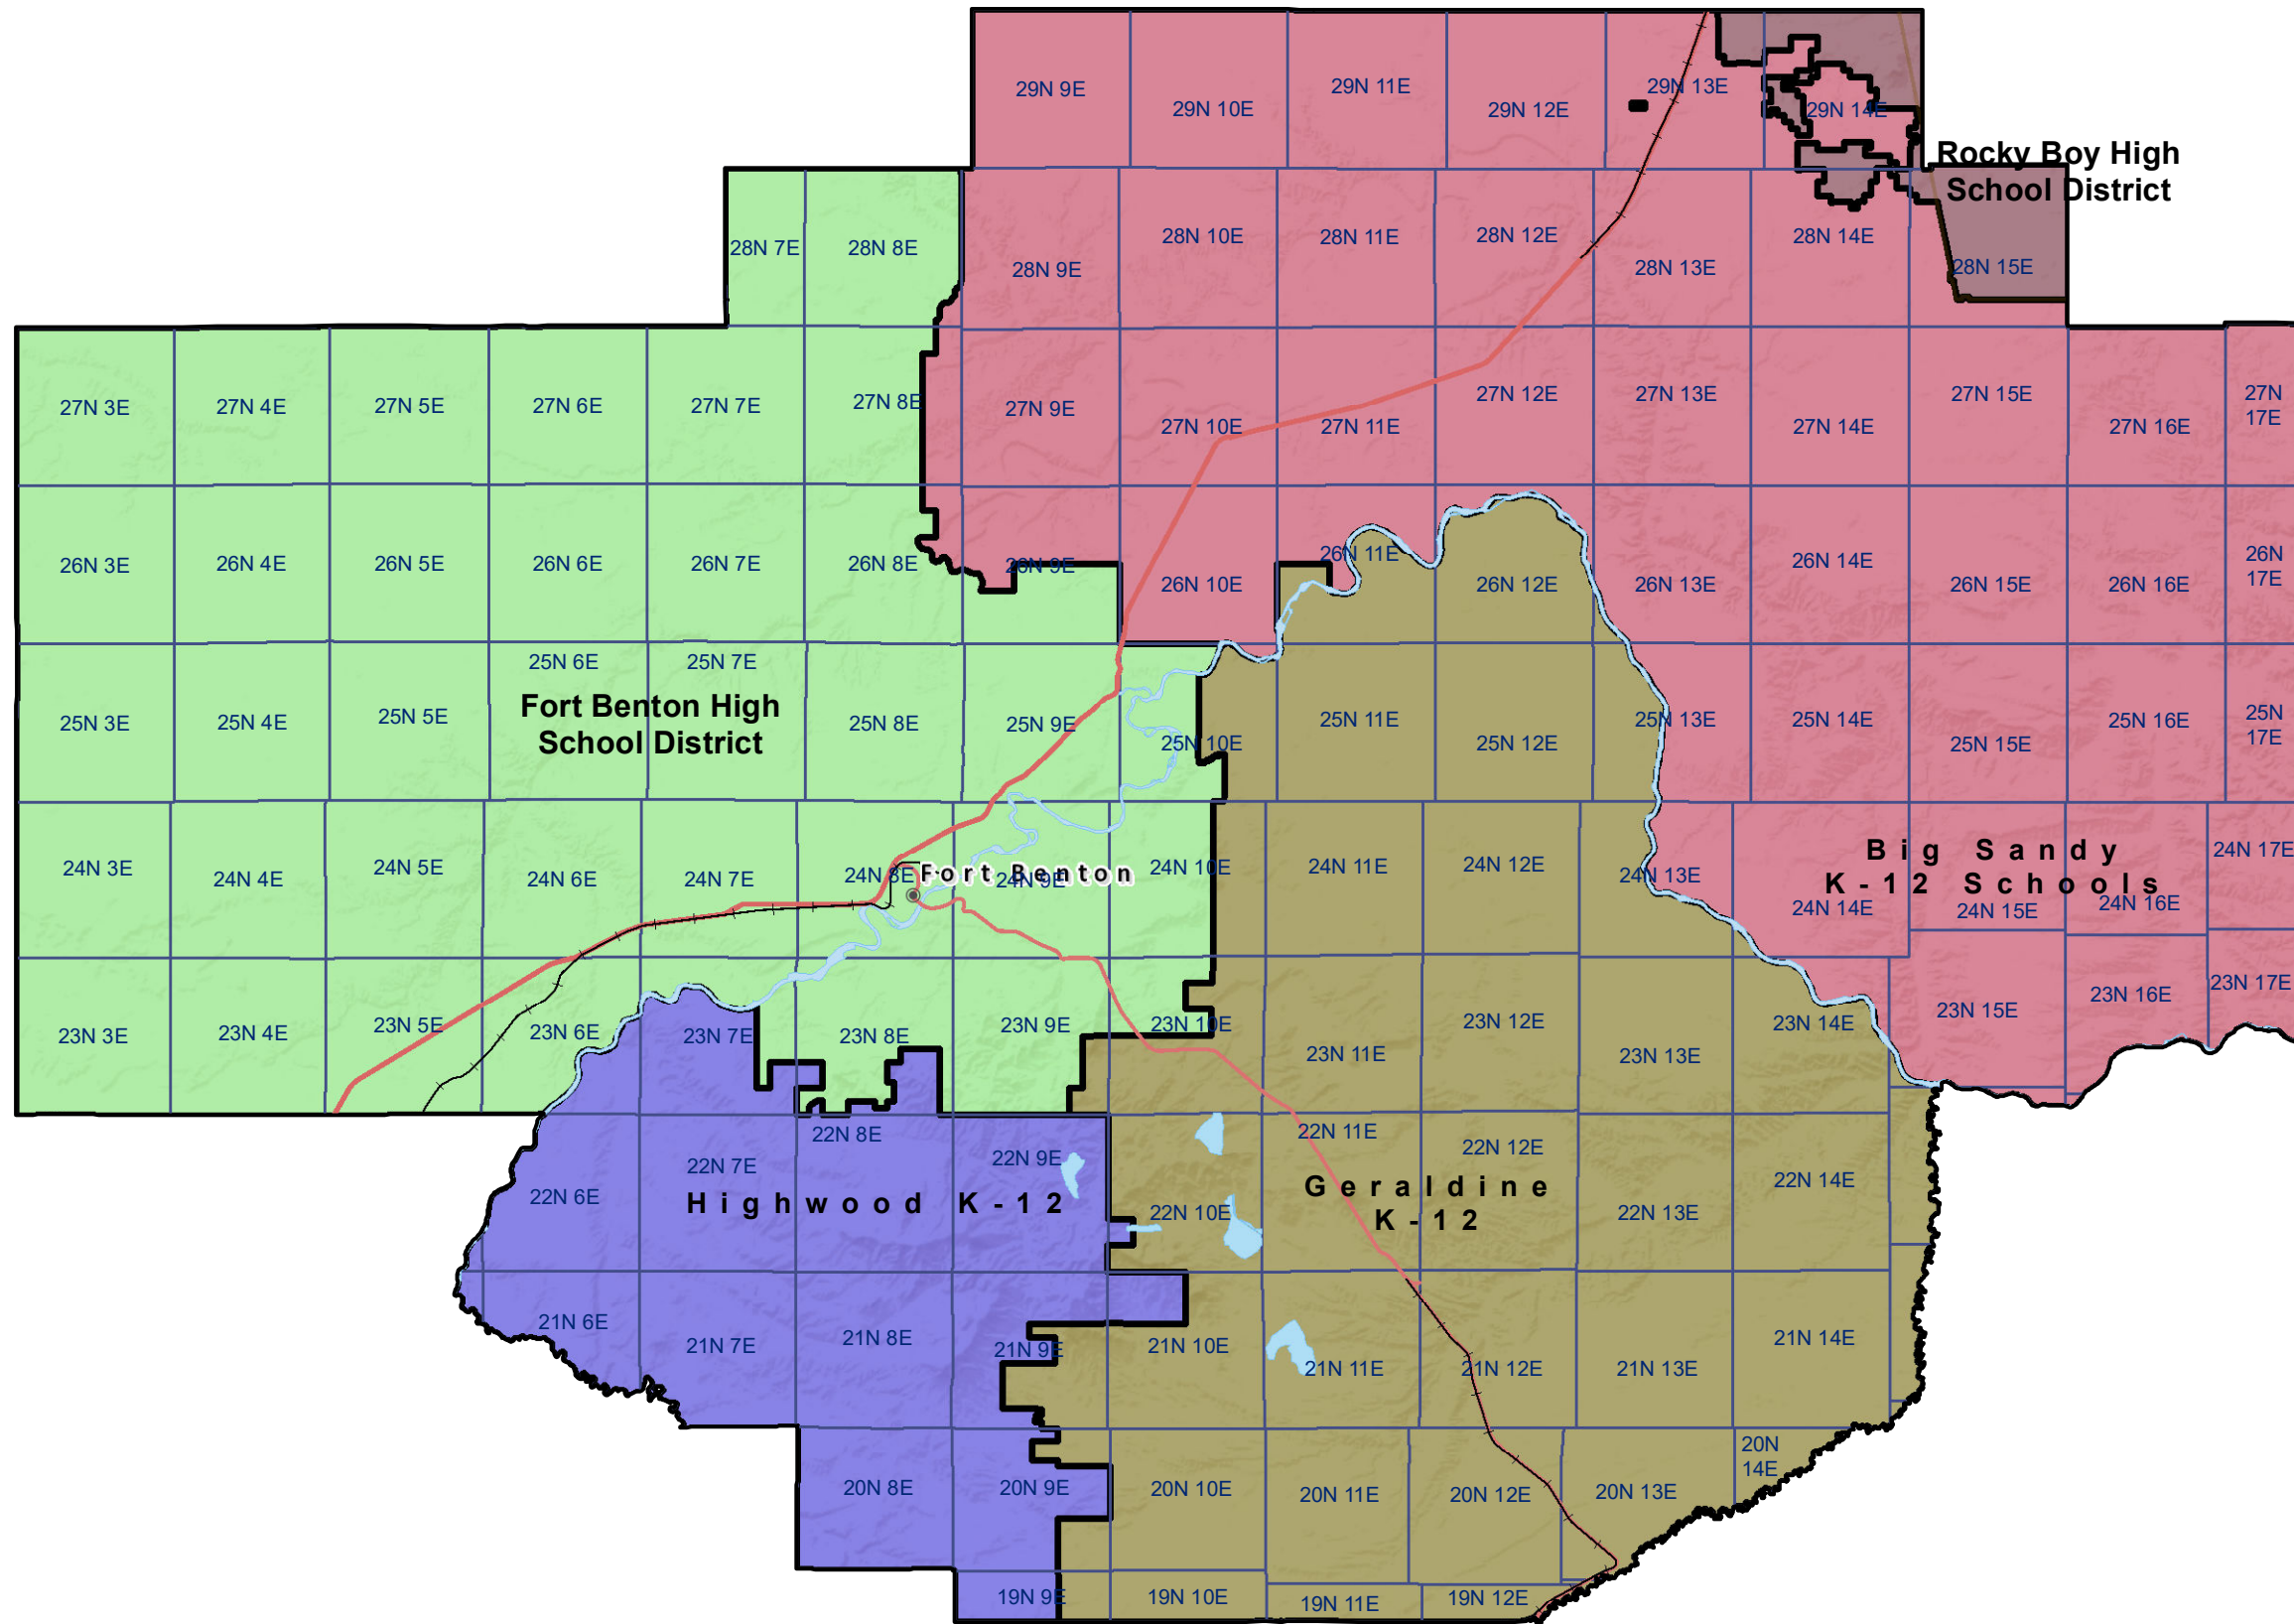 29N 9E
29N 10E
29N 11E
29N 12E
29N 13E
29N 14E
Rocky Boy High
School District
28N 7E
28N 8E
28N 9E
28N 10E
28N 11E
28N 12E
28N 13E
28N 14E
28N 15E
27N 3E
27N 4E
27N 5E
27N 6E
27N 7E
27N 8E
27N 9E
27N 10E
27N 11E
27N 12E
27N 13E
27N 14E
27N 15E
27N 16E
27N
17E
26N 3E
26N 4E
26N 5E
26N 6E
26N 7E
26N 8E
26N 9E
26N 10E
26N 11E
26N 12E
26N 13E
26N 14E
26N 15E
26N 16E
26N
17E
25N 3E
25N 4E
25N 5E
25N 6E
25N 7E
Fort Benton High
School District
25N 8E
25N 9E
25N 10E
25N 11E
25N 12E
25N 13E
25N 14E
25N 15E
25N 16E
25N
17E
24N 3E
24N 4E
24N 5E
24N 6E
24N 7E
24N 8E
Fort Benton
24N 9E
24N 10E
24N 11E
24N 12E
24N 13E
Big Sandy
K-12 Schools
24N 14E
24N 15E
24N 16E
24N 17E
23N 3E
23N 4E
23N 5E
23N 6E
23N 7E
23N 8E
23N 9E
23N 10E
23N 11E
23N 12E
23N 13E
23N 14E
23N 15E
23N 16E
23N 17E
22N 6E
22N 7E
22N 8E
22N 9E
Highwood K-12
22N 10E
22N 11E
22N 12E
Geraldine
K-12
22N 13E
22N 14E
21N 6E
21N 7E
21N 8E
21N 9E
21N 10E
21N 11E
21N 12E
21N 13E
21N 14E
20N 8E
20N 9E
20N 10E
20N 11E
20N 12E
20N 13E
20N
14E
19N 9E
19N 10E
19N 11E
19N 12E